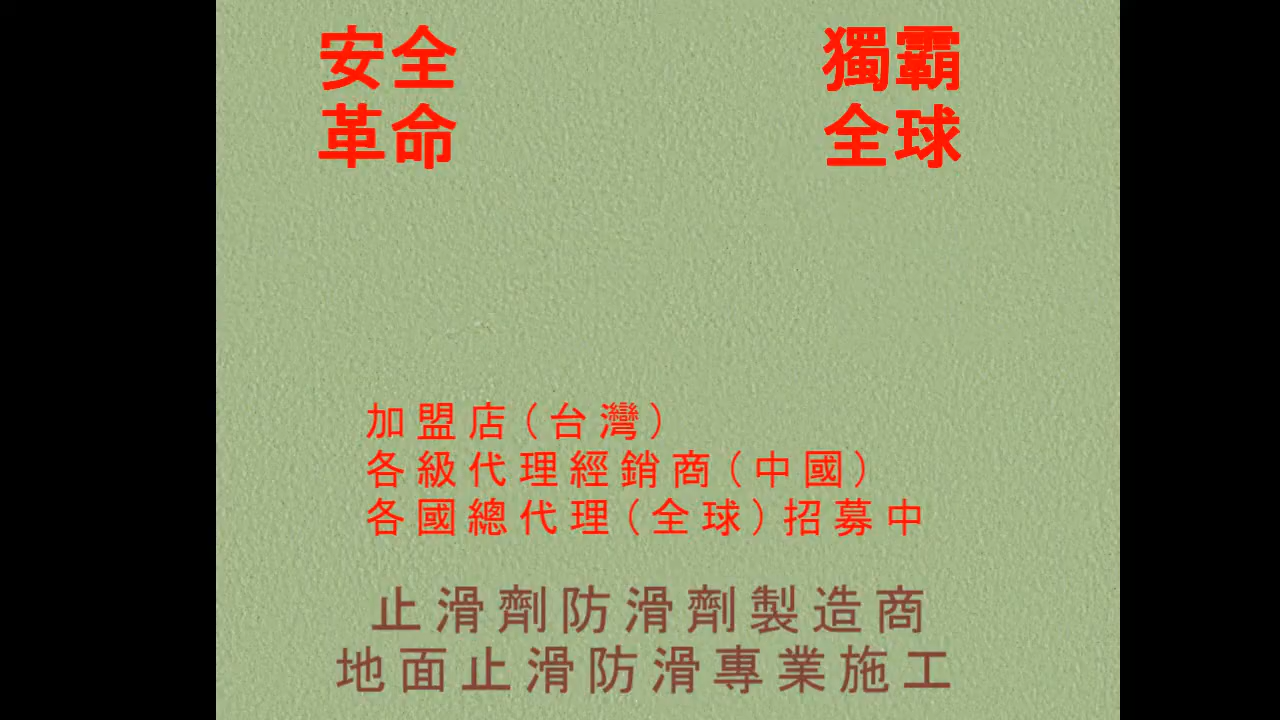 安全
革命
獨霸
全球
加盟店(台灣)
各級代理經銷商(中國)
各國總代理(全球)招募中
止滑劑防滑劑製造商
地面止滑防滑專業施工